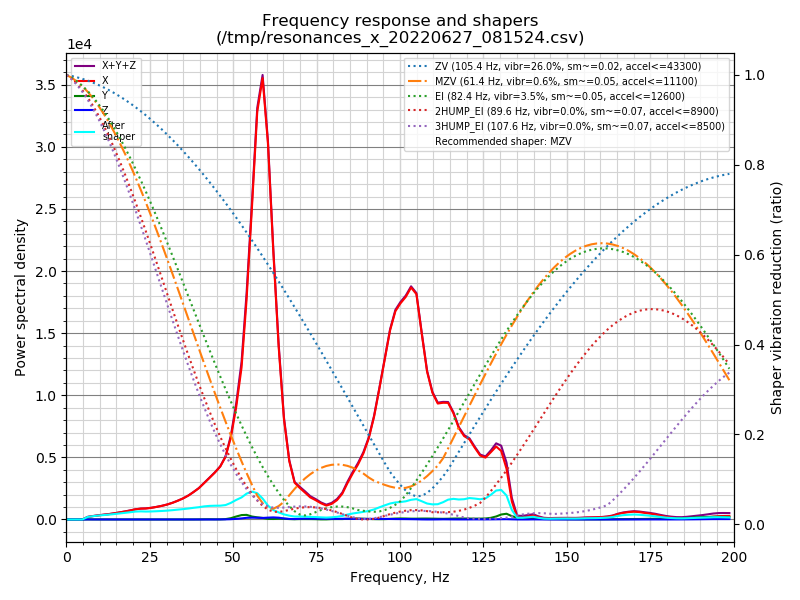 Frequency response and shapers
(/tmp/resonances_x_20220627_081524.csv)
1e4
X+Y+Z
X
Y
Z
After
shaper
ZV (105.4 Hz, vibr=26.0%, sm~=0.02, accel<=43300)
MZV (61.4 Hz, vibr=0.6%, sm~=0.05, accel<=11100)
EI (82.4 Hz, vibr=3.5%, sm~=0.05, accel<=12600)
2HUMP_EI (89.6 Hz, vibr=0.0%, sm~=0.07, accel<=8900)
3HUMP_EI (107.6 Hz, vibr=0.0%, sm~=0.07, accel<=8500)
Recommended shaper: MZV
Power spectral density
3.5
3.0
2.5
2.0
1.5
1.0
0.5
0.0
1.0
0.8
0.6
0.4
0.2
0.0
Shaper vibration reduction (ratio)
0
25
50
75
100
125
150
175
200
Frequency, Hz